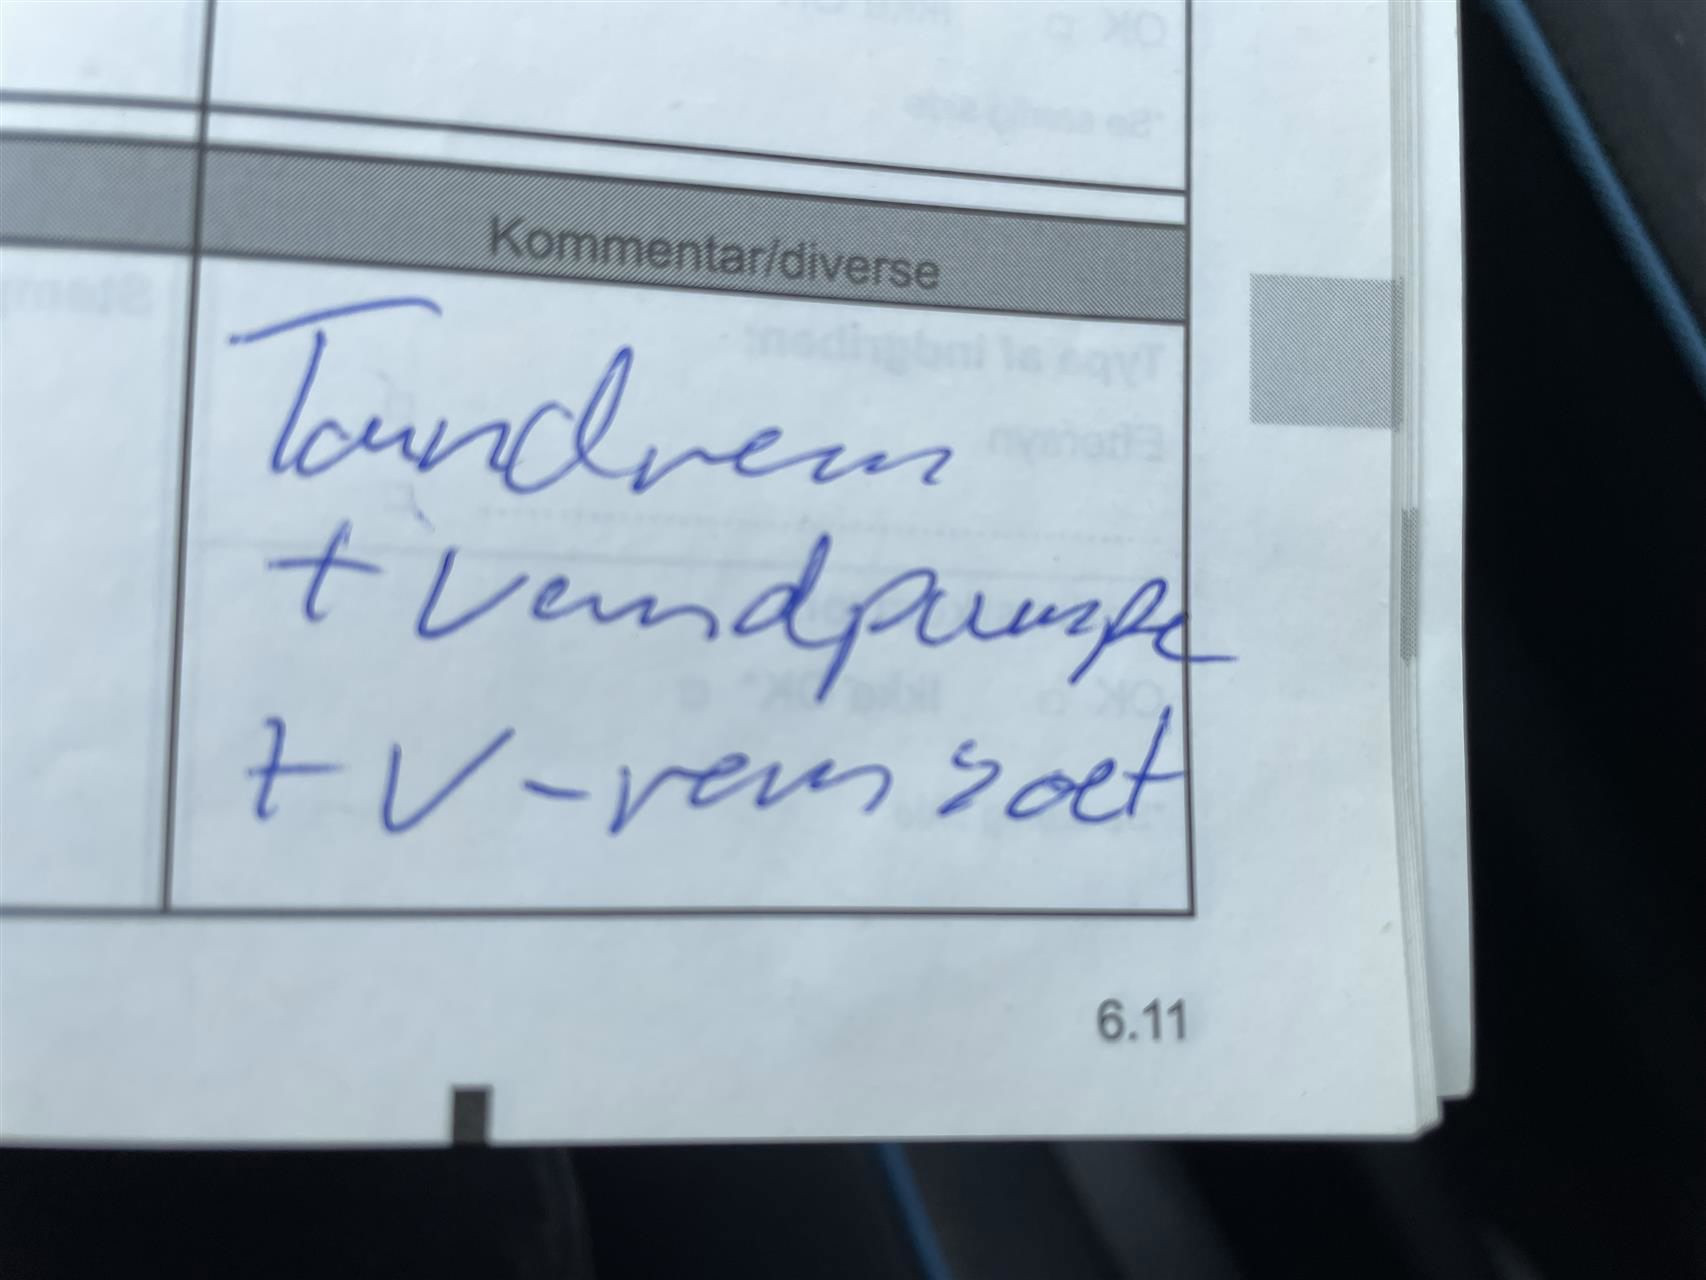 Kommentar/diverse
Tandrem
+ Vandpumpe
+ V-rem sæt
6.11